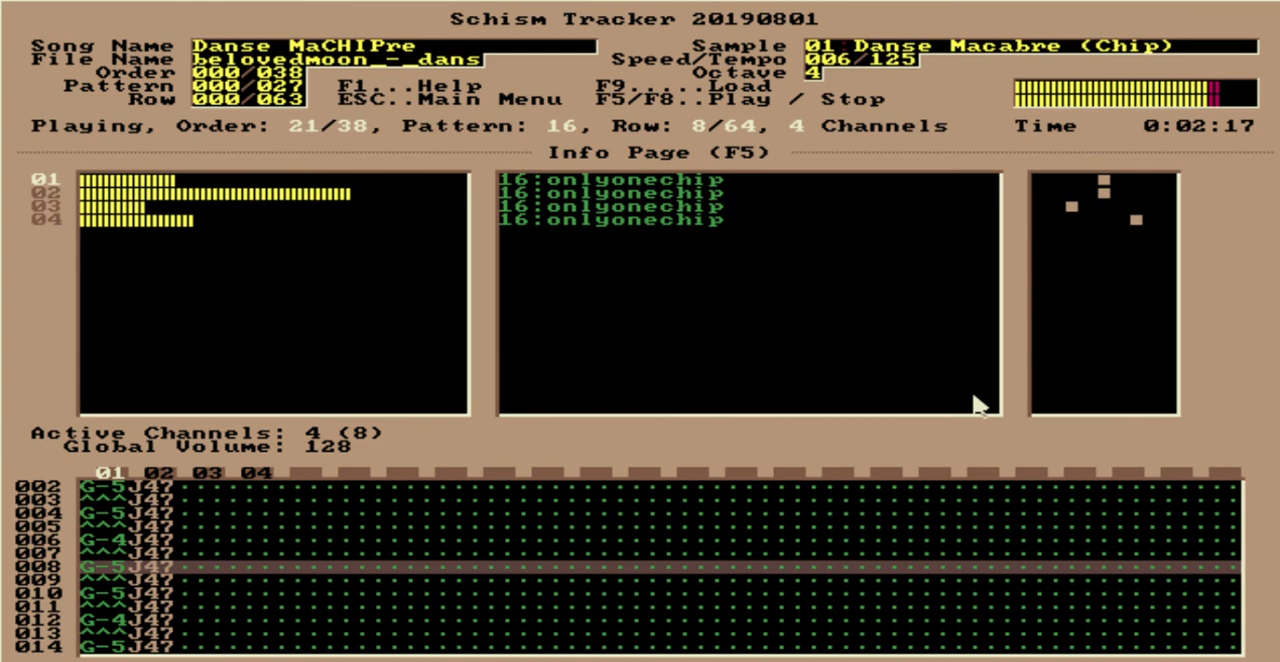 Schism Tracker 20190801
Song Name Danse MaCHIPre Sample 01 Danse Macabre (Chip)
File Name belovedmoon_-_dans Speed/Tempo 006/125
Order 000/038 Octave 4
Pattern 000/027 F1...Help F9.....Load
Row 000/063 ESC..Main Menu F5/F8..Play / Stop
Playing, Order: 21/38, Pattern: 16, Row: 8/64, 4 Channels Time 0:02:17
Info Page (F5)
01 16:onlyonechip
02 16:onlyonechip
03 16:onlyonechip
04 16:onlyonechip
Active Channels: 4 (8)
Global Volume: 128
01 02 03 04
002 G-5J47
003 ^^^J47
004 G-5J47
005 ^^^J47
006 G-4J47
007 ^^^J47
008 G-5J47
009 ^^^J47
010 G-5J47
011 ^^^J47
012 G-4J47
013 ^^^J47
014 G-5J47